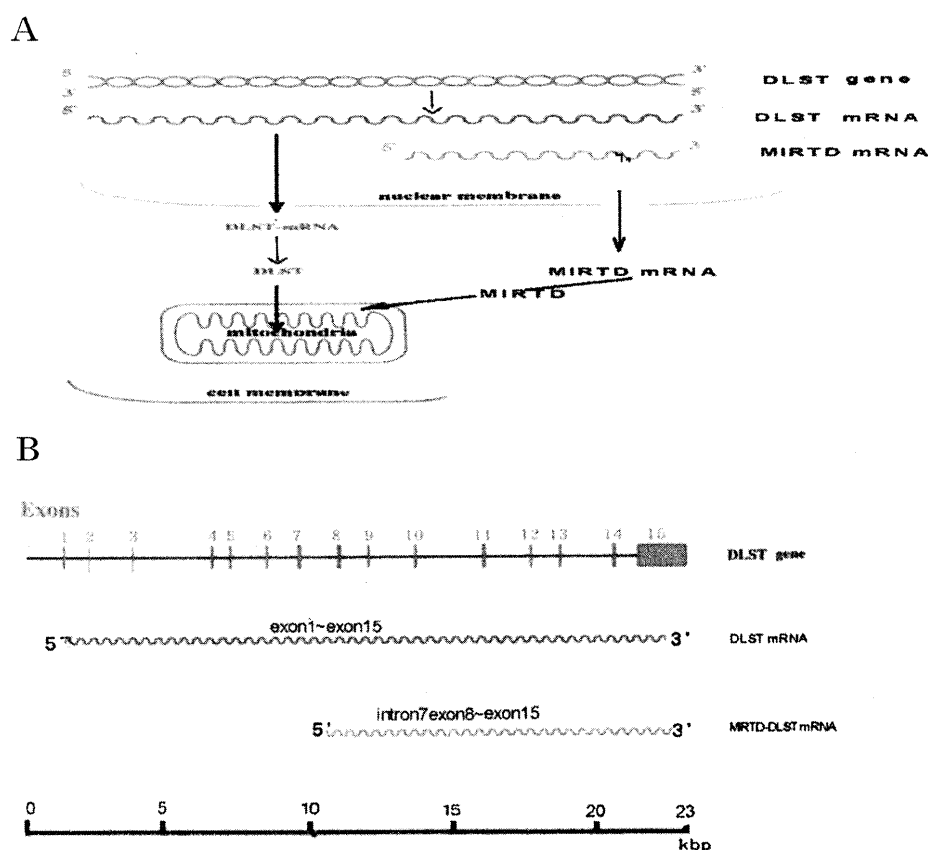 A
5' 3' DLST gene
3' 5'
5' 3' DLST mRNA
5' 3' MIRTD mRNA
nuclear membrane
DLST-mRNA
DLST
MIRTD mRNA
MIRTD
mitochondria
cell membrane
B
Exons
1 2 3 4 5 6 7 8 9 10 11 12 13 14 15
DLST gene
exon1~exon15
5' 3' DLST mRNA
intron7exon8~exon15
5' 3' MIRTD-DLST mRNA
0 5 10 15 20 23
kbp